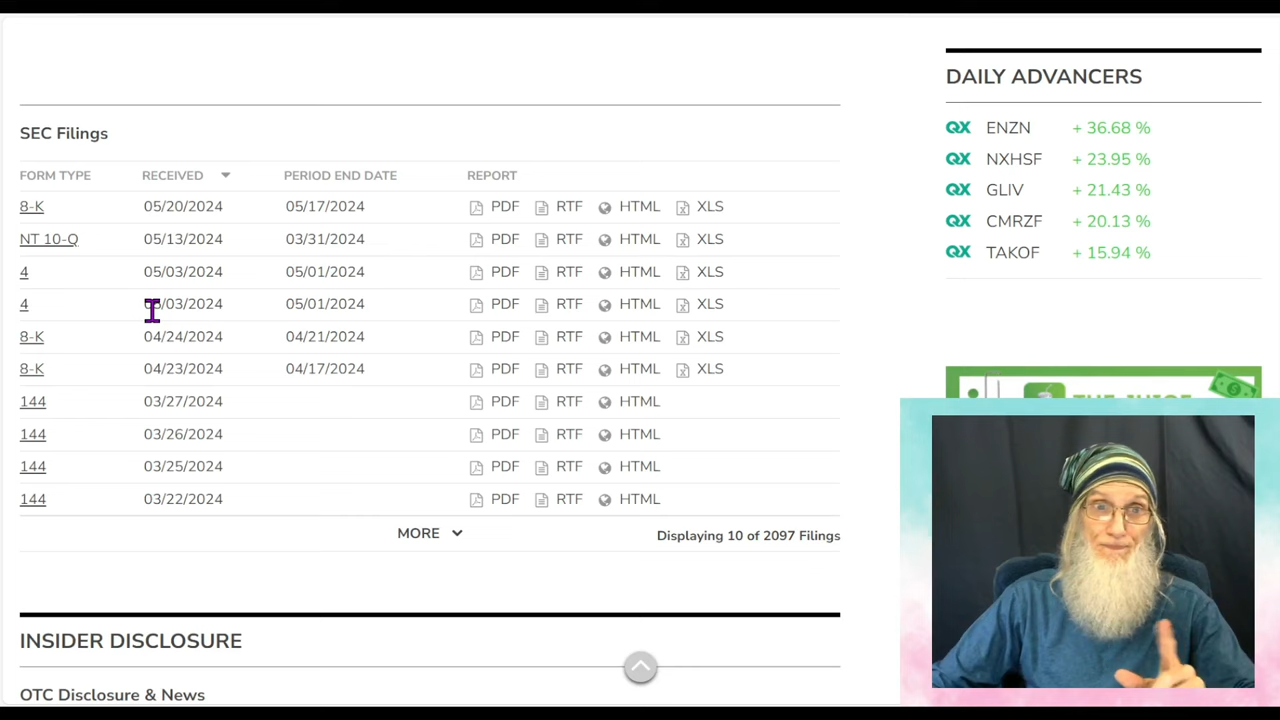 SEC Filings
FORM TYPE RECEIVED PERIOD END DATE REPORT
8-K 05/20/2024 05/17/2024 PDF RTF HTML XLS
NT 10-Q 05/13/2024 03/31/2024 PDF RTF HTML XLS
4 05/03/2024 05/01/2024 PDF RTF HTML XLS
4 05/03/2024 05/01/2024 PDF RTF HTML XLS
8-K 04/24/2024 04/21/2024 PDF RTF HTML XLS
8-K 04/23/2024 04/17/2024 PDF RTF HTML XLS
144 03/27/2024 PDF RTF HTML
144 03/26/2024 PDF RTF HTML
144 03/25/2024 PDF RTF HTML
144 03/22/2024 PDF RTF HTML
MORE Displaying 10 of 2097 Filings
INSIDER DISCLOSURE
OTC Disclosure & News
DAILY ADVANCERS
QX ENZN + 36.68 %
QX NXHSF + 23.95 %
QX GLIV + 21.43 %
QX CMRZF + 20.13 %
QX TAKOF + 15.94 %